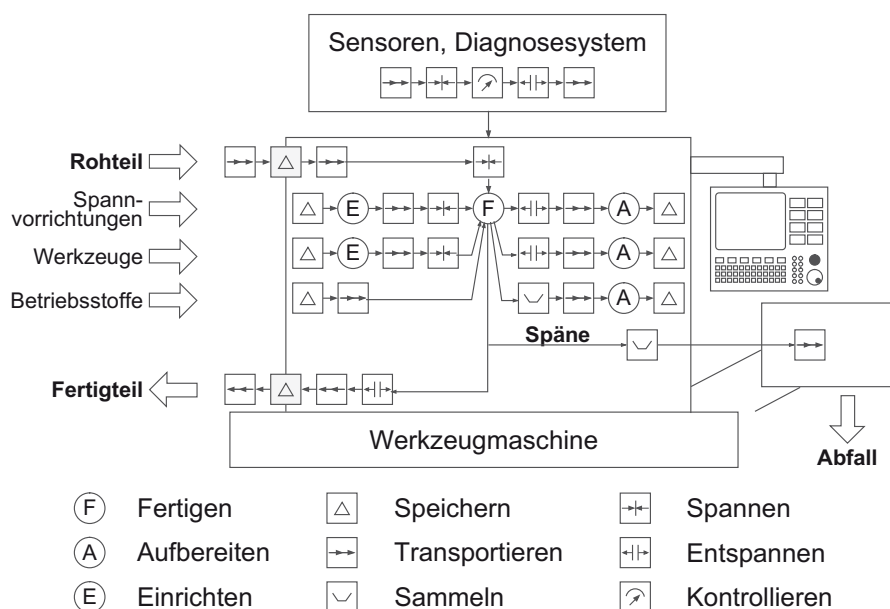 Sensoren, Diagnosesystem
Rohteil
Spann-
vorrichtungen
E
F
A
Werkzeuge
E
A
Betriebsstoffe
A
Späne
Fertigteil
Werkzeugmaschine
Abfall
F Fertigen
Speichern
Spannen
A Aufbereiten
Transportieren
Entspannen
E Einrichten
Sammeln
Kontrollieren